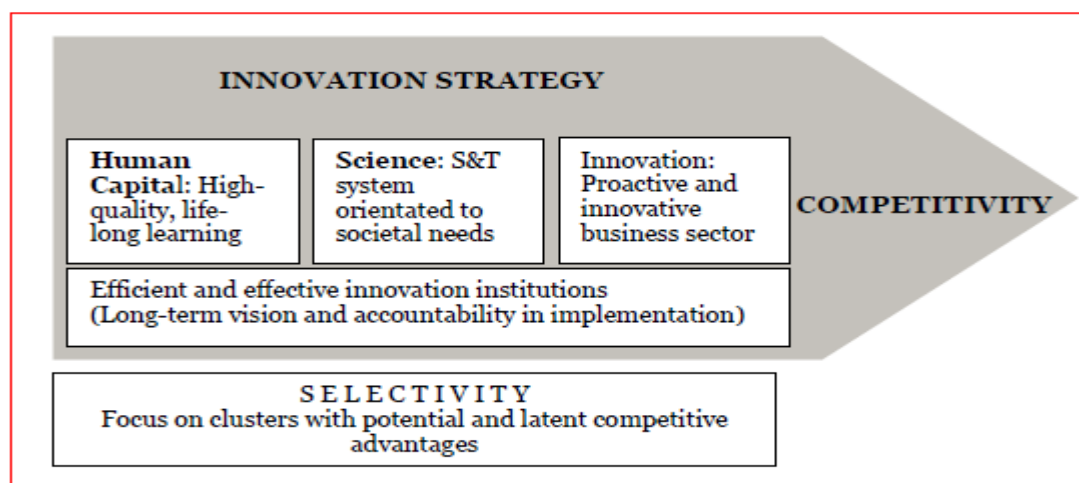 INNOVATION STRATEGY
Human
Capital: High-
quality, life-
long learning
Science: S&T
system
orientated to
societal needs
Innovation:
Proactive and
innovative
business sector
COMPETITIVITY
Efficient and effective innovation institutions
(Long-term vision and accountability in implementation)
SELECTIVITY
Focus on clusters with potential and latent competitive
advantages